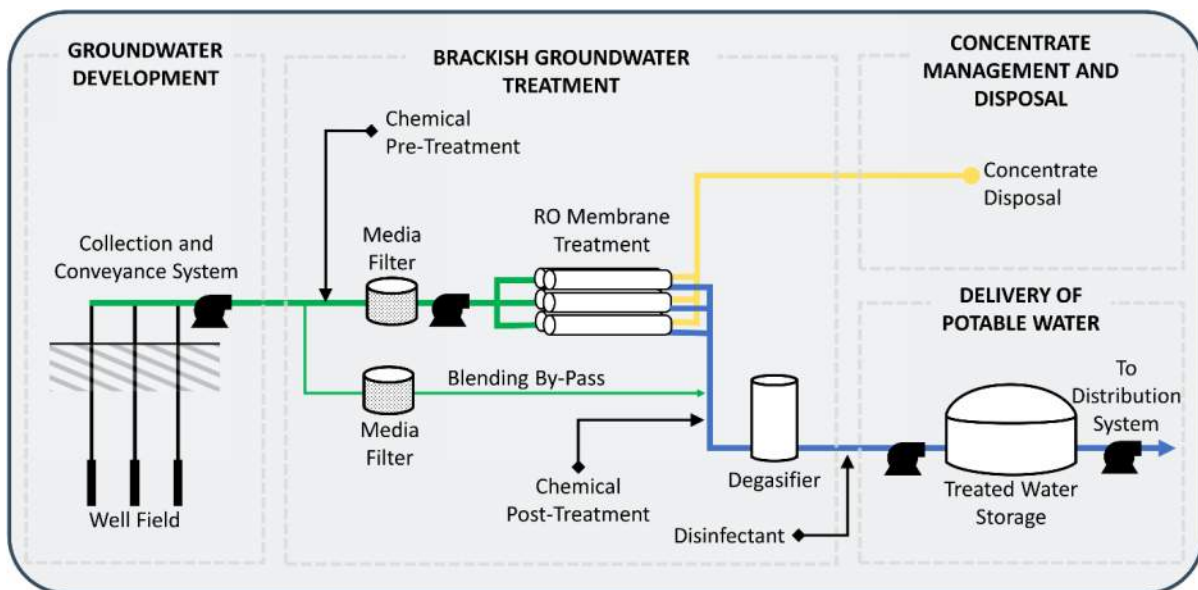 GROUNDWATER
DEVELOPMENT
BRACKISH GROUNDWATER
TREATMENT
CONCENTRATE
MANAGEMENT AND
DISPOSAL
Chemical
Pre-Treatment
Concentrate
Disposal
Collection and
Conveyance System
Media
Filter
RO Membrane
Treatment
DELIVERY OF
POTABLE WATER
Blending By-Pass
Media
Filter
To
Distribution
System
Well Field
Chemical
Post-Treatment
Degasifier
Disinfectant
Treated Water
Storage